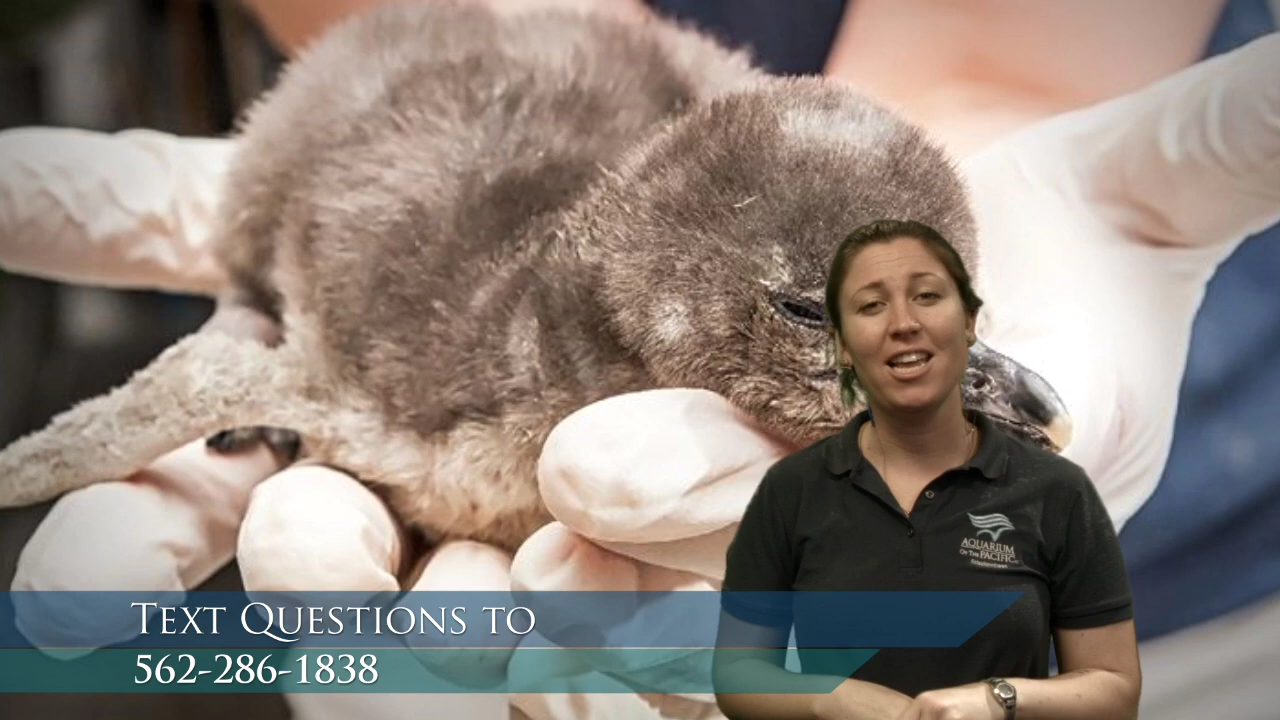 Text Questions to
562-286-1838
AQUARIUM
OF THE PACIFIC